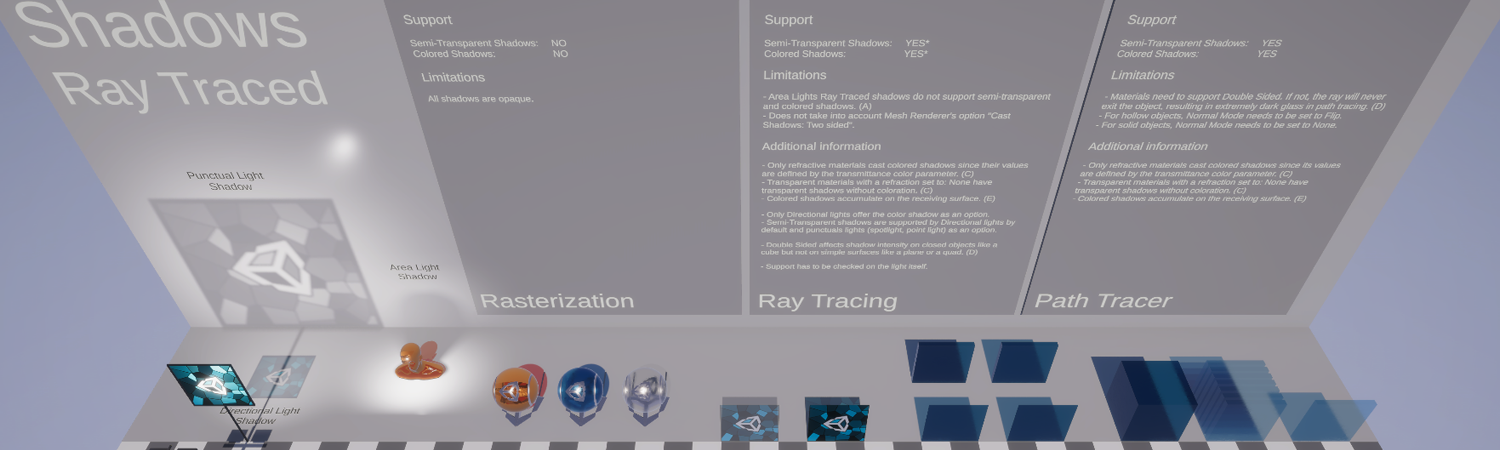 Shadows
Ray Traced
Punctual Light
Shadow
Area Light
Shadow
Directional Light
Shadow
Support
Semi-Transparent Shadows: NO
Colored Shadows: NO
Limitations
All shadows are opaque.
Rasterization
Support
Semi-Transparent Shadows: YES*
Colored Shadows: YES*
Limitations
- Area Lights Ray Traced shadows do not support semi-transparent
and colored shadows. (A)
- Does not take into account Mesh Renderer's option "Cast
Shadows: Two sided".
Additional information
- Only refractive materials cast colored shadows since their values
are defined by the transmittance color parameter. (C)
- Transparent materials with a refraction set to: None have
transparent shadows without coloration. (C)
- Colored shadows accumulate on the receiving surface. (E)
- Only Directional lights offer the color shadow as an option.
- Semi-Transparent shadows are supported by Directional lights by
default and punctuals lights (spotlight, point light) as an option.
- Double Sided affects shadow intensity on closed objects like a
cube but not on simple surfaces like a plane or a quad. (D)
- Support has to be checked on the light itself.
Ray Tracing
Support
Semi-Transparent Shadows: YES
Colored Shadows: YES
Limitations
- Materials need to support Double Sided. If not, the ray will never
exit the object, resulting in extremely dark glass in path tracing. (D)
- For hollow objects, Normal Mode needs to be set to Flip.
- For solid objects, Normal Mode needs to be set to None.
Additional information
- Only refractive materials cast colored shadows since its values
are defined by the transmittance color parameter. (C)
- Transparent materials with a refraction set to: None have
transparent shadows without coloration. (C)
- Colored shadows accumulate on the receiving surface. (E)
Path Tracer